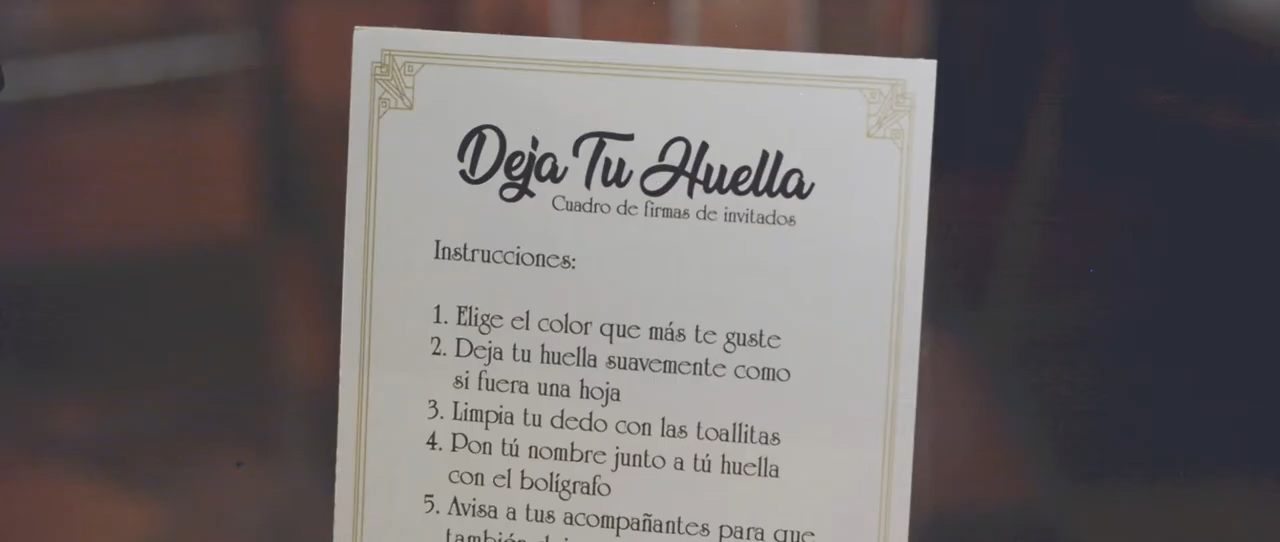 Deja Tu Huella
Cuadro de firmas de invitados
Instrucciones:
1. Elige el color que más te guste
2. Deja tu huella suavemente como
si fuera una hoja
3. Limpia tu dedo con las toallitas
4. Pon tú nombre junto a tú huella
con el bolígrafo
5. Avisa a tus acompañantes para que
también